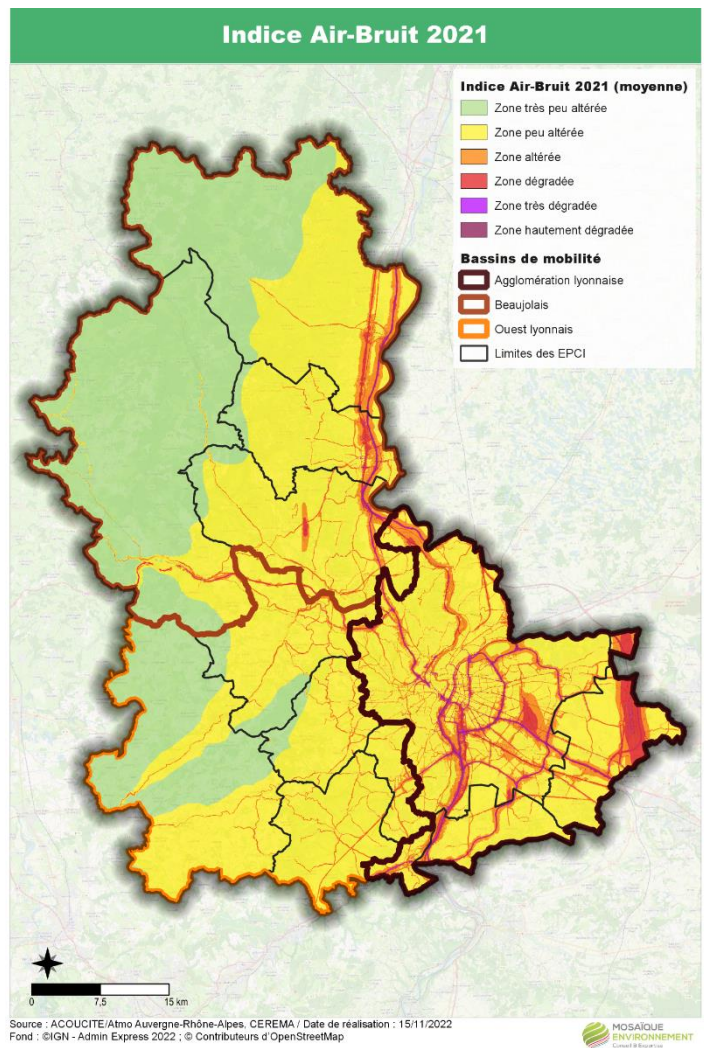 Indice Air-Bruit 2021
Indice Air-Bruit 2021 (moyenne)
Zone très peu altérée
Zone peu altérée
Zone altérée
Zone dégradée
Zone très dégradée
Zone hautement dégradée
Bassins de mobilité
Agglomération lyonnaise
Beaujolais
Ouest lyonnais
Limites des EPCI
0 7,5 15 km
Source : ACOUCITE/Atmo Auvergne-Rhône-Alpes, CEREMA / Date de réalisation : 15/11/2022
Fond : ©IGN - Admin Express 2022 ; © Contributeurs d'OpenStreetMap
MOSAÏQUE
ENVIRONNEMENT
Conseil & Expertise